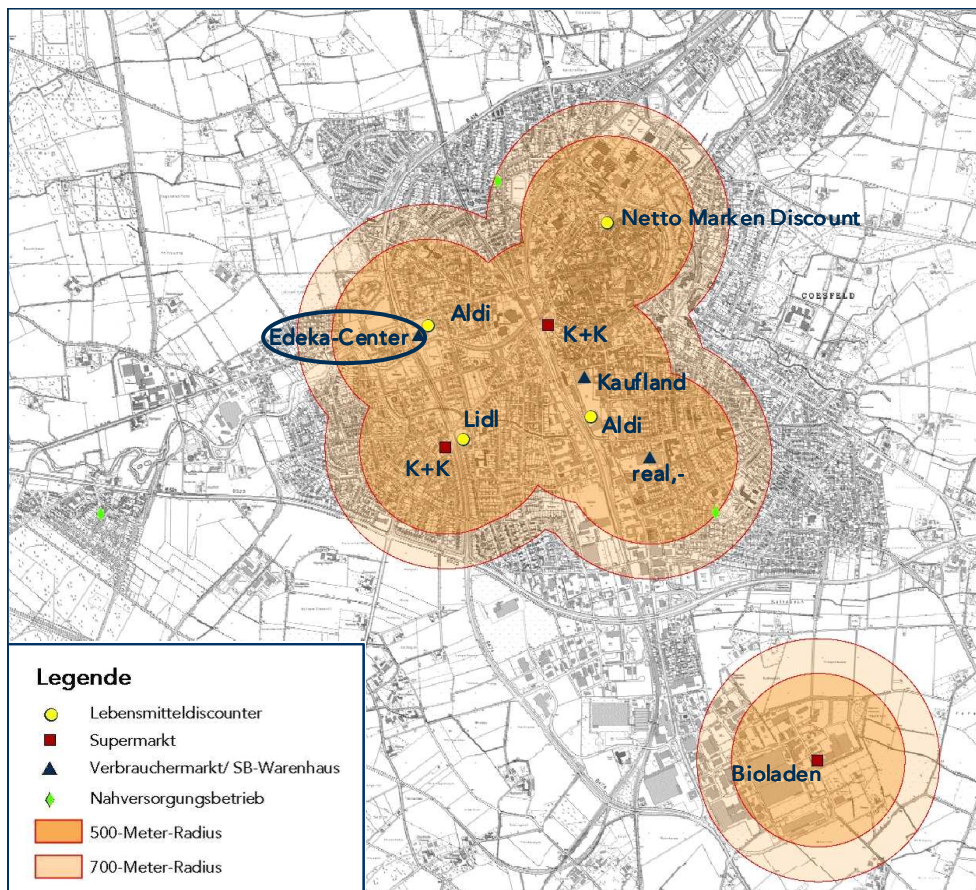 Netto Marken Discount
COESFELD
Aldi
Edeka-Center
K+K
Kaufland
Lidl
Aldi
K+K
real,-
Bioladen
Legende
Lebensmitteldiscounter
Supermarkt
Verbrauchermarkt/ SB-Warenhaus
Nahversorgungsbetrieb
500-Meter-Radius
700-Meter-Radius